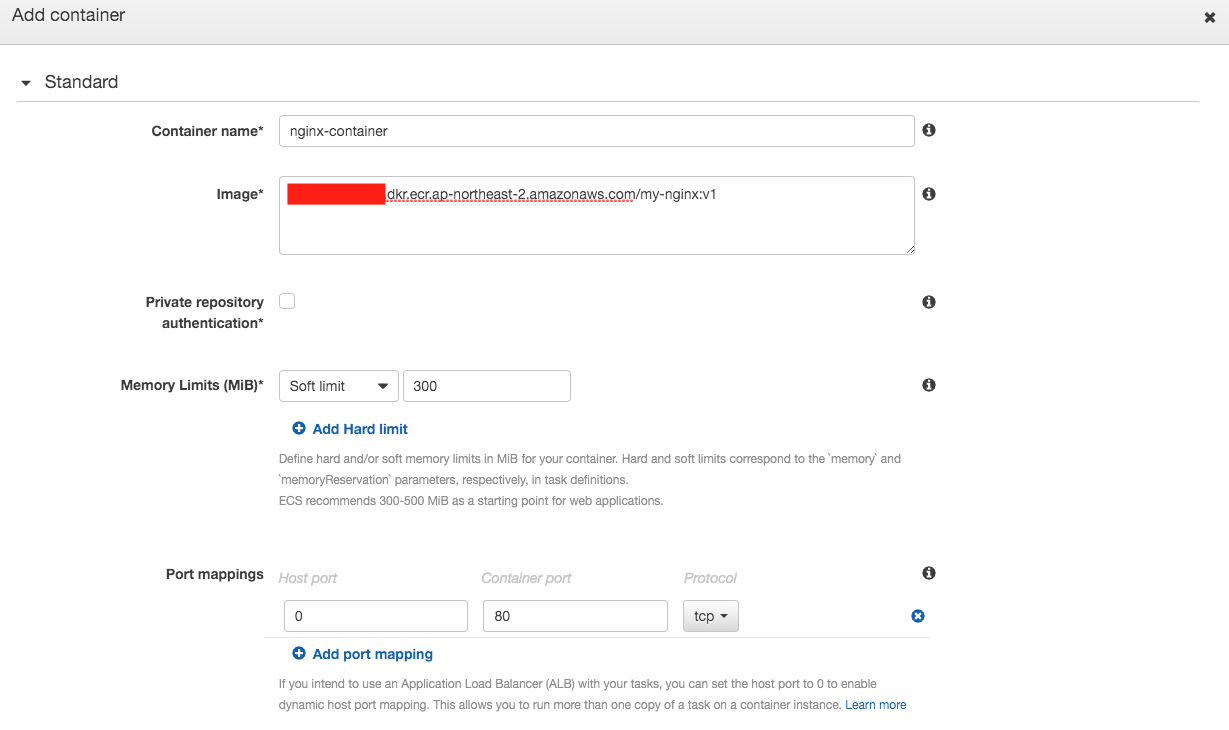 Add container
Standard
Container name*
nginx-container
Image*
.dkr.ecr.ap-northeast-2.amazonaws.com/my-nginx:v1
Private repository
authentication*
Memory Limits (MiB)*
Soft limit
300
Add Hard limit
Define hard and/or soft memory limits in MiB for your container. Hard and soft limits correspond to the `memory` and
`memoryReservation` parameters, respectively, in task definitions.
ECS recommends 300-500 MiB as a starting point for web applications.
Port mappings
Host port
Container port
Protocol
0
80
tcp
Add port mapping
If you intend to use an Application Load Balancer (ALB) with your tasks, you can set the host port to 0 to enable
dynamic host port mapping. This allows you to run more than one copy of a task on a container instance. Learn more